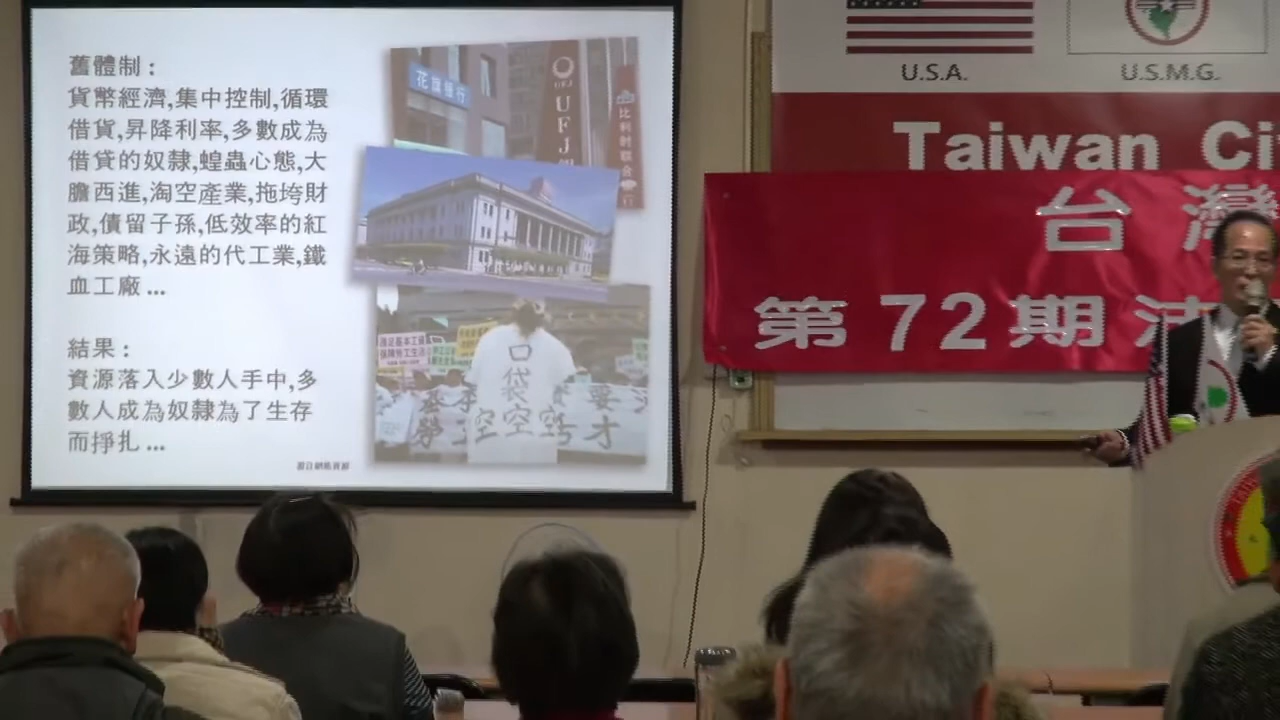 舊體制：
貨幣經濟,集中控制,循環
借貸,昇降利率,多數成為
借貸的奴隸,蝗蟲心態,大
膽西進,淘空產業,拖垮財
政,債留子孫,低效率的紅
海策略,永遠的代工業,鐵
血工廠...
結果：
資源落入少數人手中,多
數人成為奴隸為了生存
而掙扎...
花旗銀行
UFJ
比利時聯合
口袋
空空
U.S.A.
U.S.M.G.
Taiwan Ci
台灣
第72期